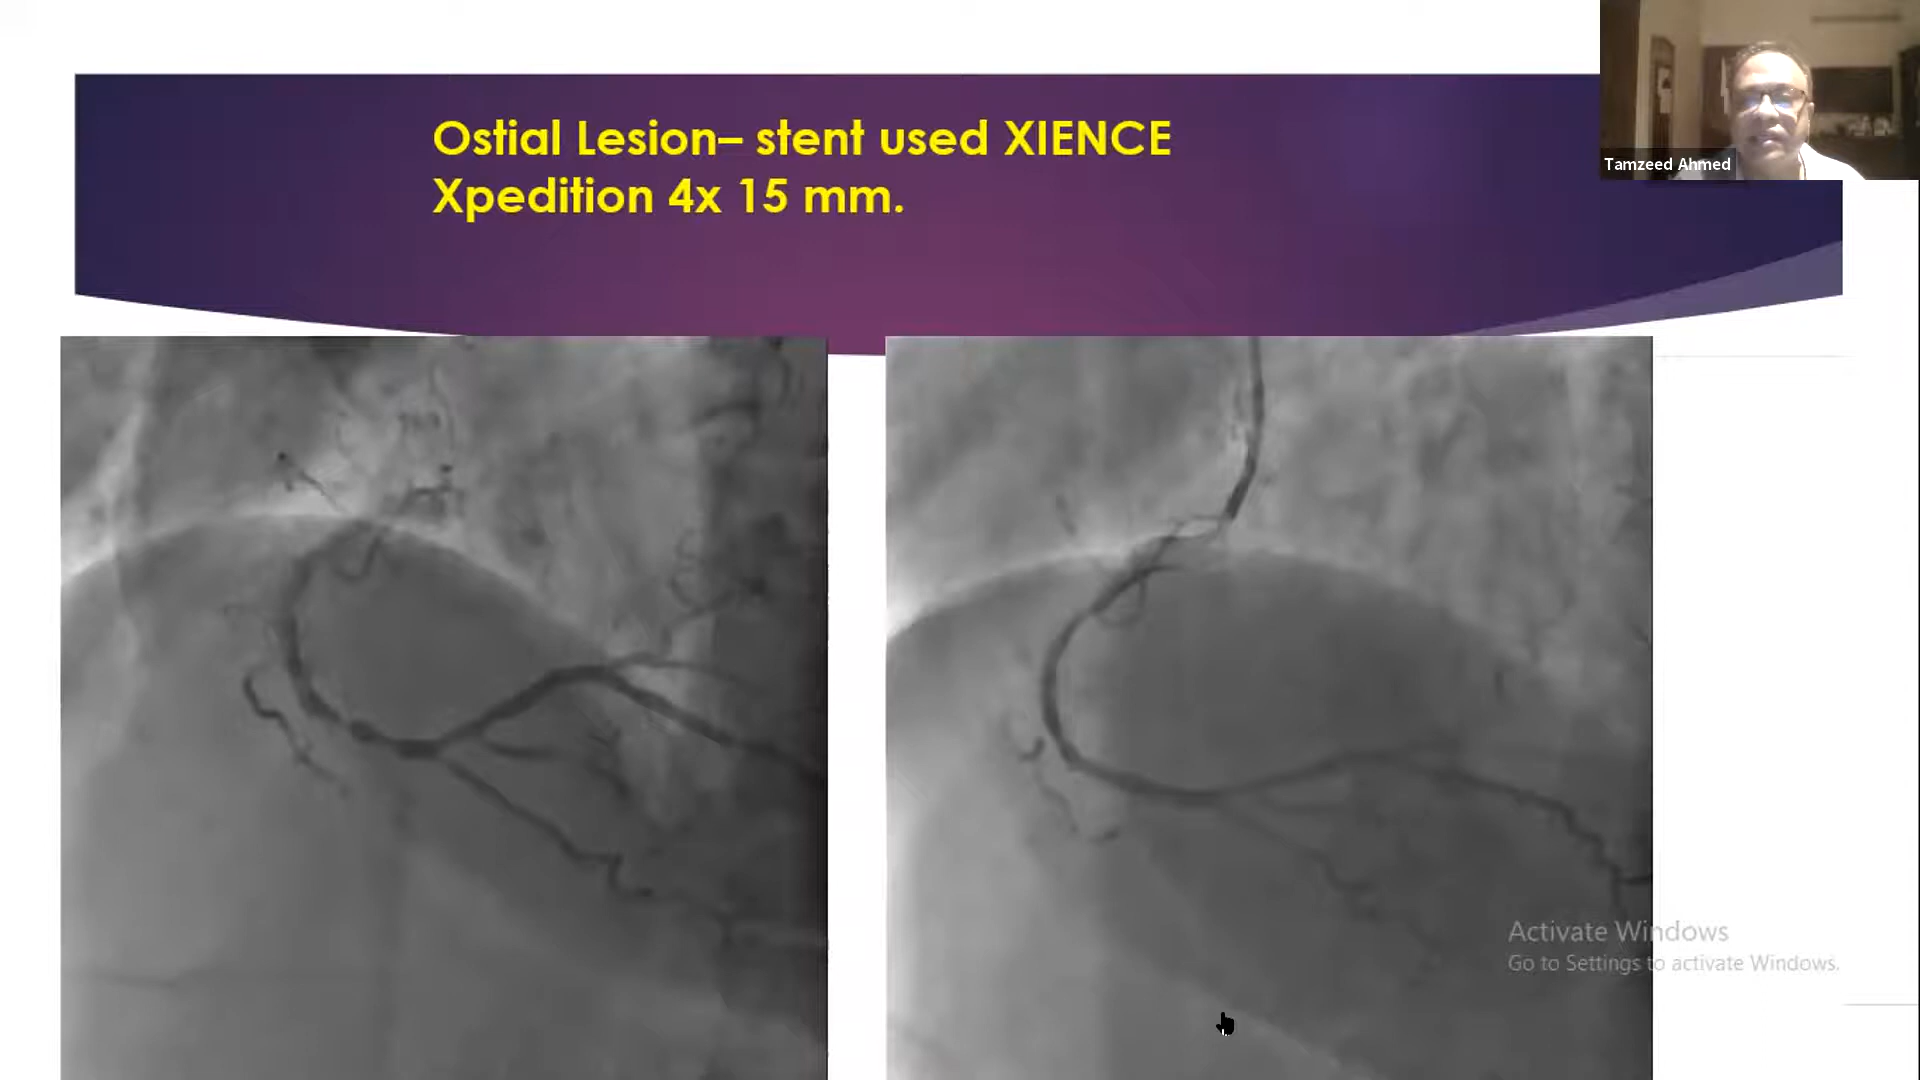 Ostial Lesion– stent used XIENCE
Xpedition 4x 15 mm.
Tamzeed Ahmed
Activate Windows
Go to Settings to activate Windows.